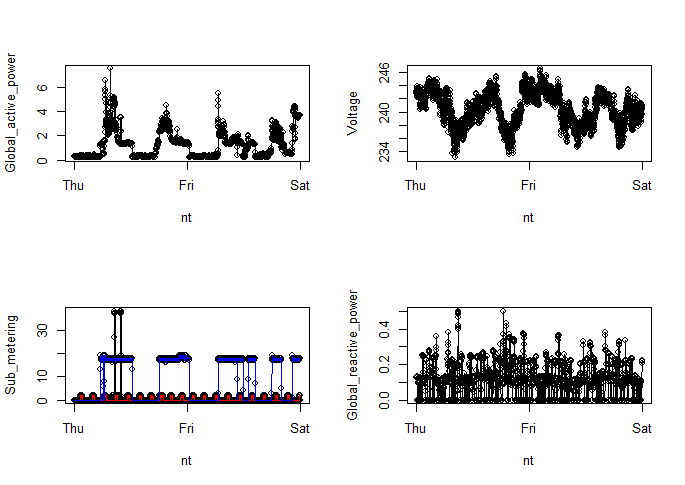 Global_active_power
0 2 4 6
Thu Fri Sat
nt
Voltage
234 240 246
Thu Fri Sat
nt
Sub_metering
0 10 30
Thu Fri Sat
nt
Global_reactive_power
0.0 0.2 0.4
Thu Fri Sat
nt